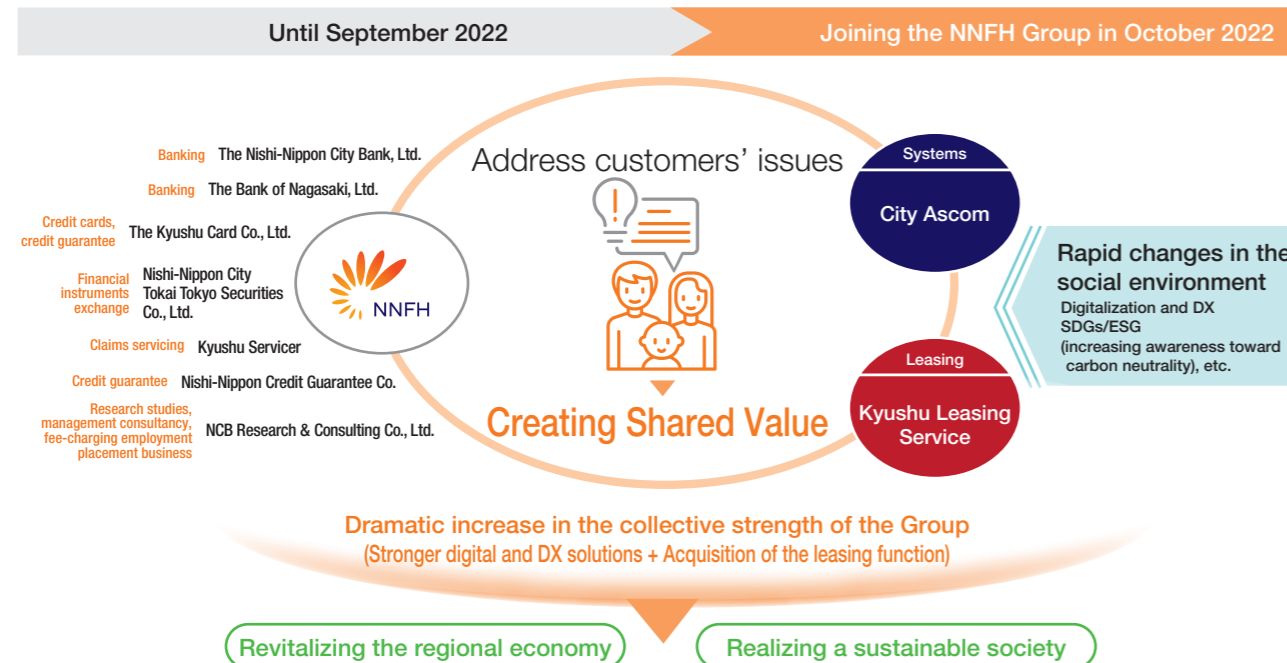 Until September 2022
Joining the NNFH Group in October 2022
Banking The Nishi-Nippon City Bank, Ltd.
Banking The Bank of Nagasaki, Ltd.
Credit cards,
credit guarantee
The Kyushu Card Co., Ltd.
Financial
instruments
exchange
Nishi-Nippon City
Tokai Tokyo Securities
Co., Ltd.
Claims servicing Kyushu Servicer
Credit guarantee Nishi-Nippon Credit Guarantee Co.
Research studies,
management consultancy,
fee-charging employment
placement business
NCB Research & Consulting Co., Ltd.
NNFH
Address customers’ issues
Creating Shared Value
Systems
City Ascom
Leasing
Kyushu Leasing
Service
Rapid changes in the
social environment
Digitalization and DX
SDGs/ESG
(increasing awareness toward
carbon neutrality), etc.
Dramatic increase in the collective strength of the Group
(Stronger digital and DX solutions + Acquisition of the leasing function)
Revitalizing the regional economy
Realizing a sustainable society